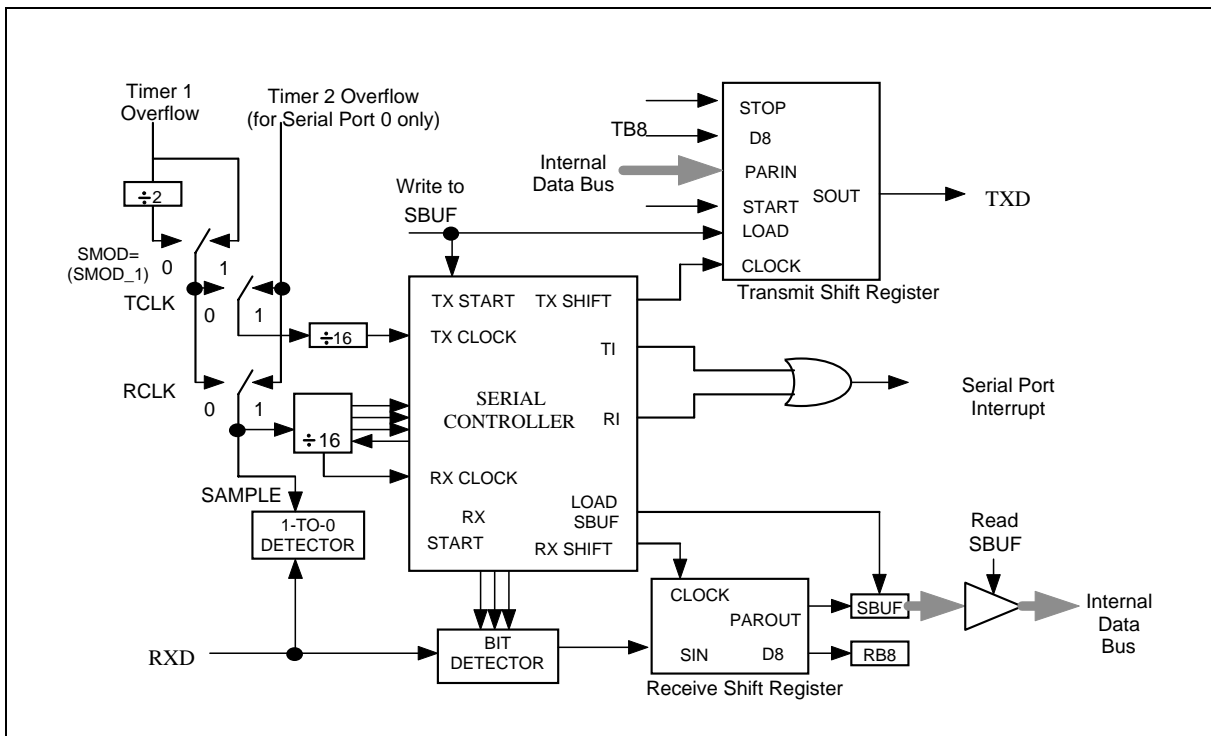 Timer 1
Overflow
Timer 2 Overflow
(for Serial Port 0 only)
÷2
SMOD=
(SMOD_1)
0
1
TCLK
0
1
÷16
RCLK
0
1
÷16
SAMPLE
1-TO-0
DETECTOR
RXD
Write to
SBUF
TX START
TX SHIFT
TX CLOCK
TI
SERIAL
CONTROLLER
RI
RX CLOCK
LOAD
SBUF
RX
START
RX SHIFT
BIT
DETECTOR
TB8
Internal
Data Bus
STOP
D8
PARIN
START
SOUT
LOAD
CLOCK
Transmit Shift Register
TXD
Serial Port
Interrupt
CLOCK
PAROUT
SIN
D8
Receive Shift Register
SBUF
RB8
Read
SBUF
Internal
Data
Bus